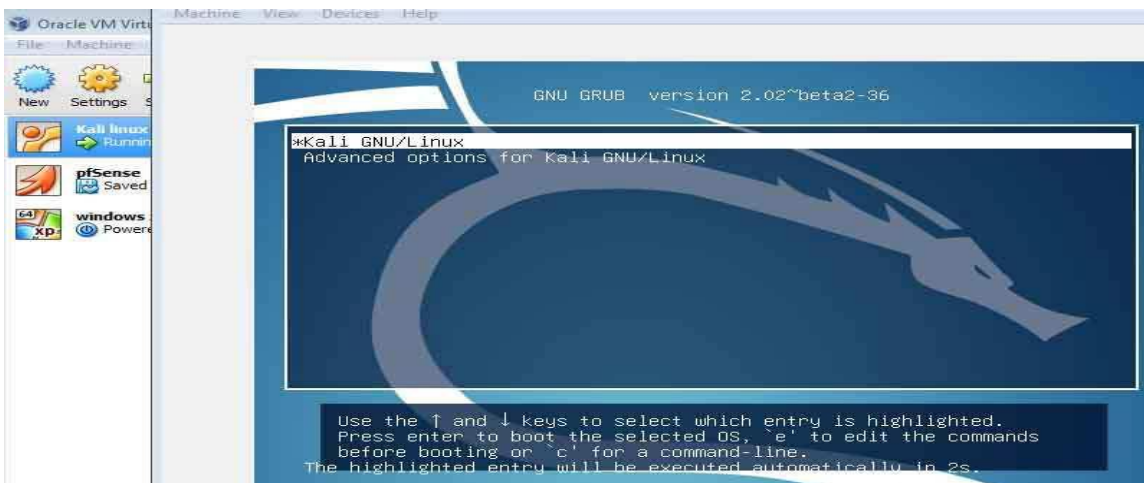 Oracle VM Virtu
Machine View Devices Help
File Machine
New Settings S
Kali linux
Runnin
pfSense
Saved
64
xp
windows
Powere
GNU GRUB version 2.02~beta2-36
*Kali GNU/Linux
Advanced options for Kali GNU/Linux
Use the ↑ and ↓ keys to select which entry is highlighted.
Press enter to boot the selected OS, `e' to edit the commands
before booting or `c' for a command-line.
The highlighted entry will be executed automatically in 2s.